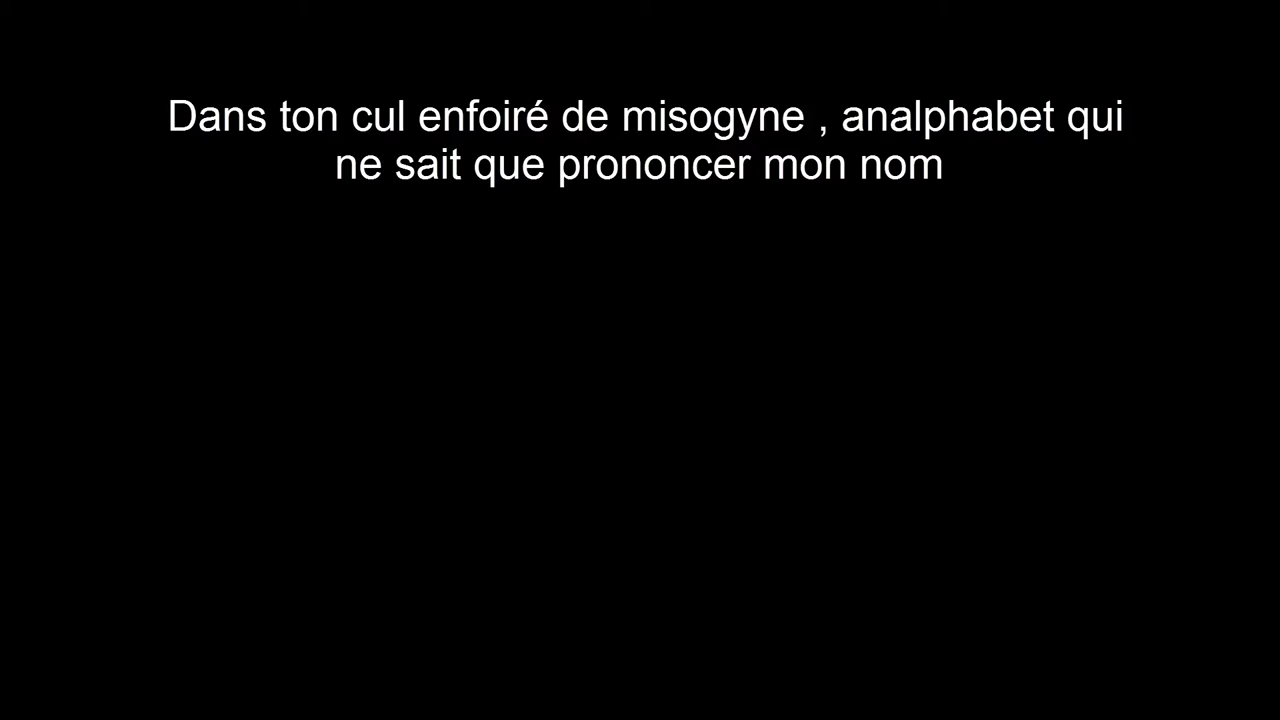 Dans ton cul enfoiré de misogyne , analphabet qui
ne sait que prononcer mon nom